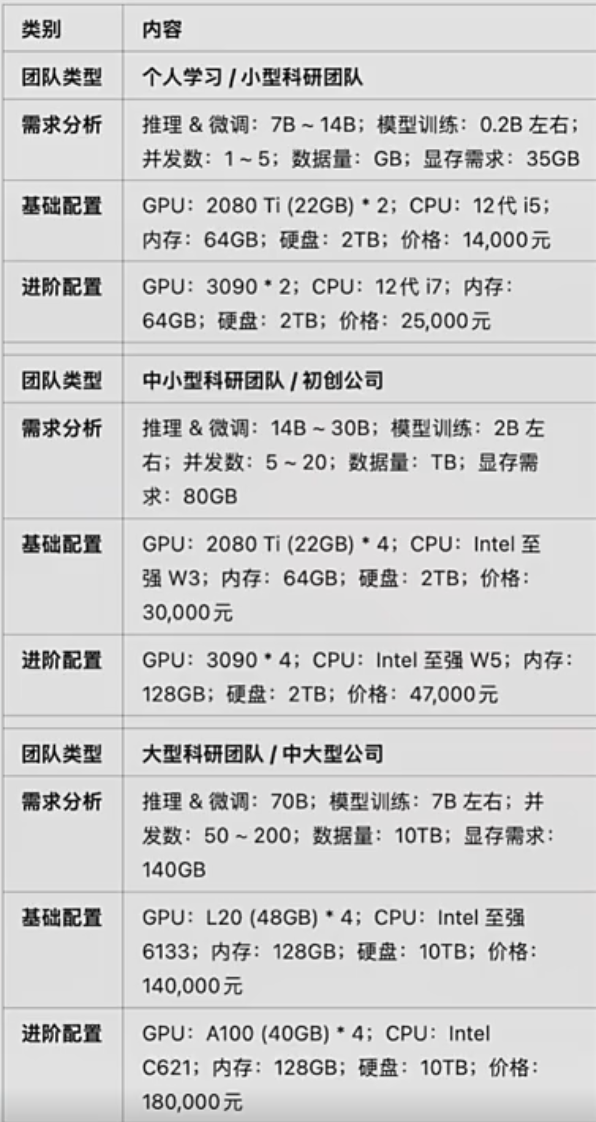 类别 内容
团队类型 个人学习 / 小型科研团队
需求分析 推理 & 微调：7B ~ 14B；模型训练：0.2B 左右；
并发数：1 ~ 5；数据量：GB；显存需求：35GB
基础配置 GPU：2080 Ti (22GB) * 2；CPU：12代 i5；
内存：64GB；硬盘：2TB；价格：14,000元
进阶配置 GPU：3090 * 2；CPU：12代 i7；内存：
64GB；硬盘：2TB；价格：25,000元
团队类型 中小型科研团队 / 初创公司
需求分析 推理 & 微调：14B ~ 30B；模型训练：2B 左
右；并发数：5 ~ 20；数据量：TB；显存需
求：80GB
基础配置 GPU：2080 Ti (22GB) * 4；CPU：Intel 至
强 W3；内存：64GB；硬盘：2TB；价格：
30,000元
进阶配置 GPU：3090 * 4；CPU：Intel 至强 W5；内存：
128GB；硬盘：2TB；价格：47,000元
团队类型 大型科研团队 / 中大型公司
需求分析 推理 & 微调：70B；模型训练：7B 左右；并
发数：50 ~ 200；数据量：10TB；显存需求：
140GB
基础配置 GPU：L20 (48GB) * 4；CPU：Intel 至强
6133；内存：128GB；硬盘：10TB；价格：
140,000元
进阶配置 GPU：A100 (40GB) * 4；CPU：Intel
C621；内存：128GB；硬盘：10TB；价格：
180,000元